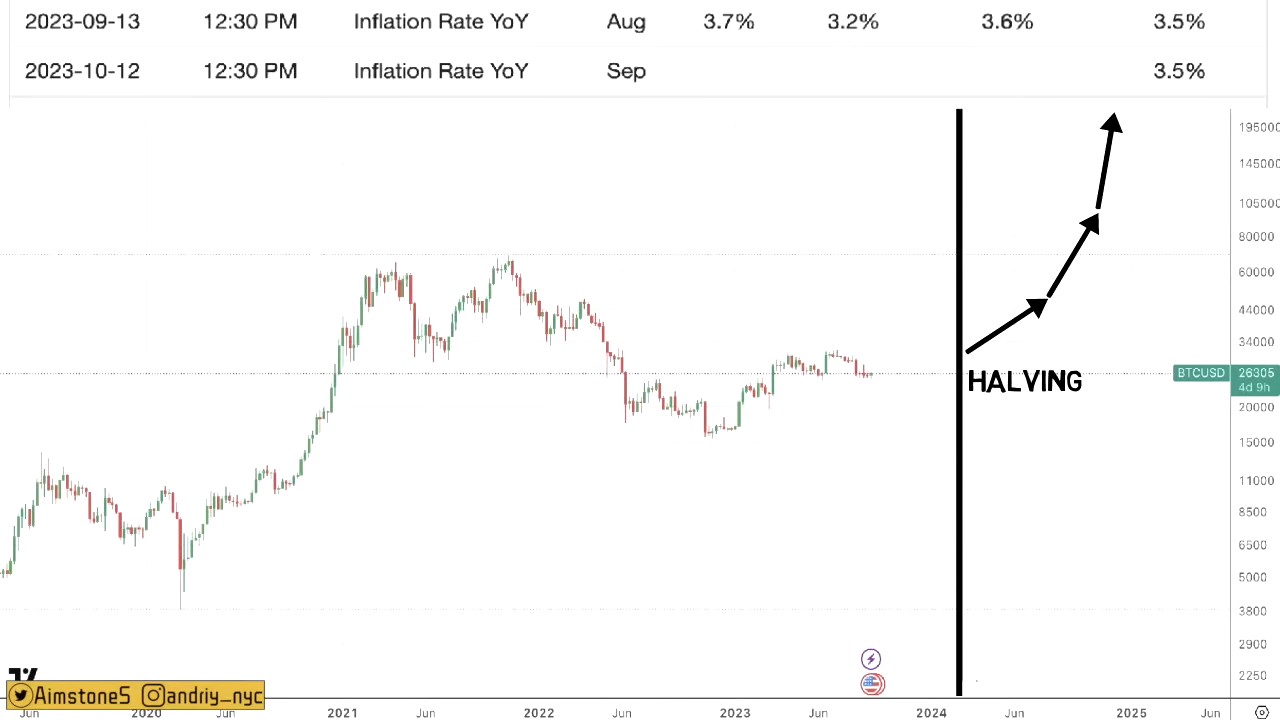 2023-09-13 12:30 PM Inflation Rate YoY Aug 3.7% 3.2% 3.6% 3.5%
2023-10-12 12:30 PM Inflation Rate YoY Sep 3.5%
195000
145000
105000
80000
60000
44000
34000
BTCUSD 26305
4d 9h
HALVING
20000
15000
11000
8500
6500
5000
3800
2900
2250
AimstoneS andriy_nyc
Jun 2020 Jun 2021 Jun 2022 Jun 2023 Jun 2024 Jun 2025 Jun